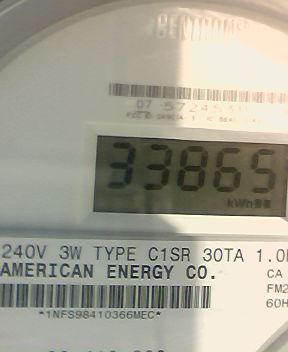 CENTRON
33865
kWh
240V 3W TYPE C1SR 30TA 1.0
CA
AMERICAN ENERGY CO.
FM2
60H
*1NFS98410366MEC*